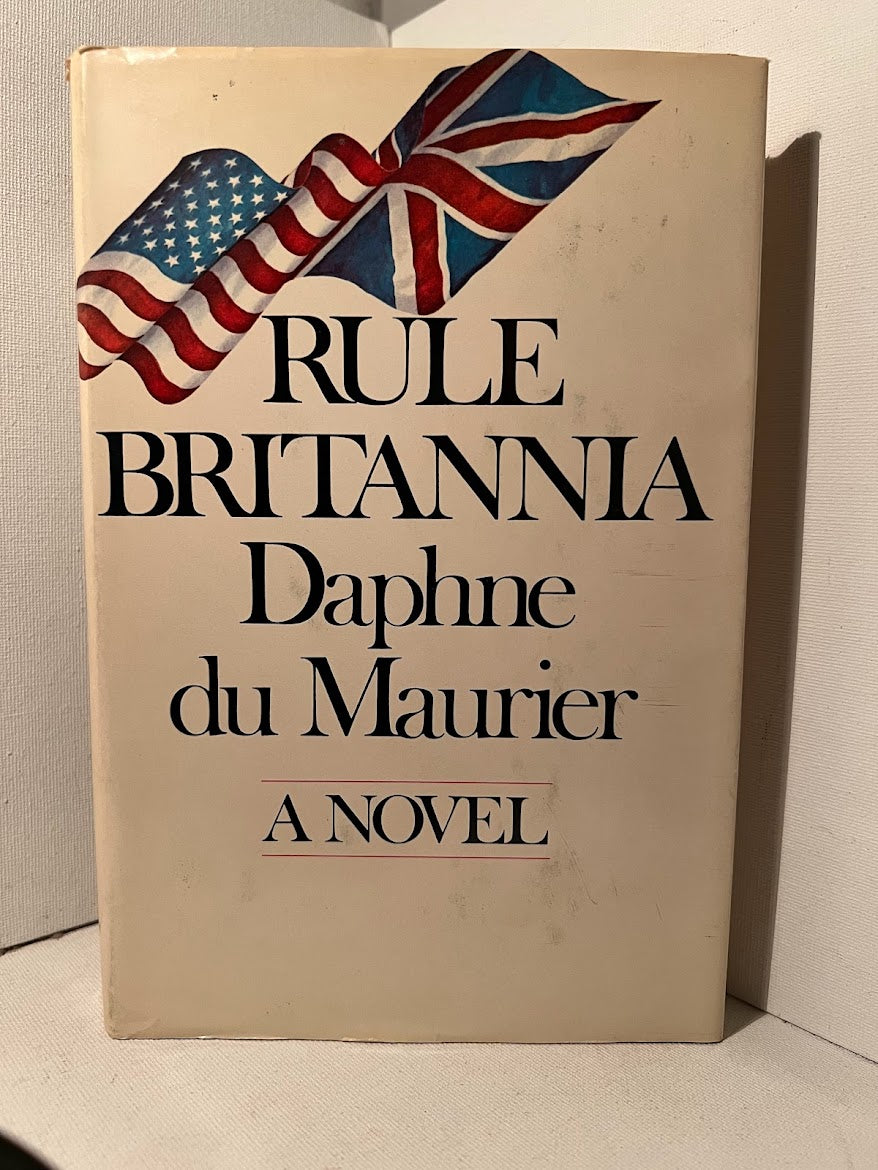 RULE
BRITANNIA
Daphne
du Maurier
A NOVEL